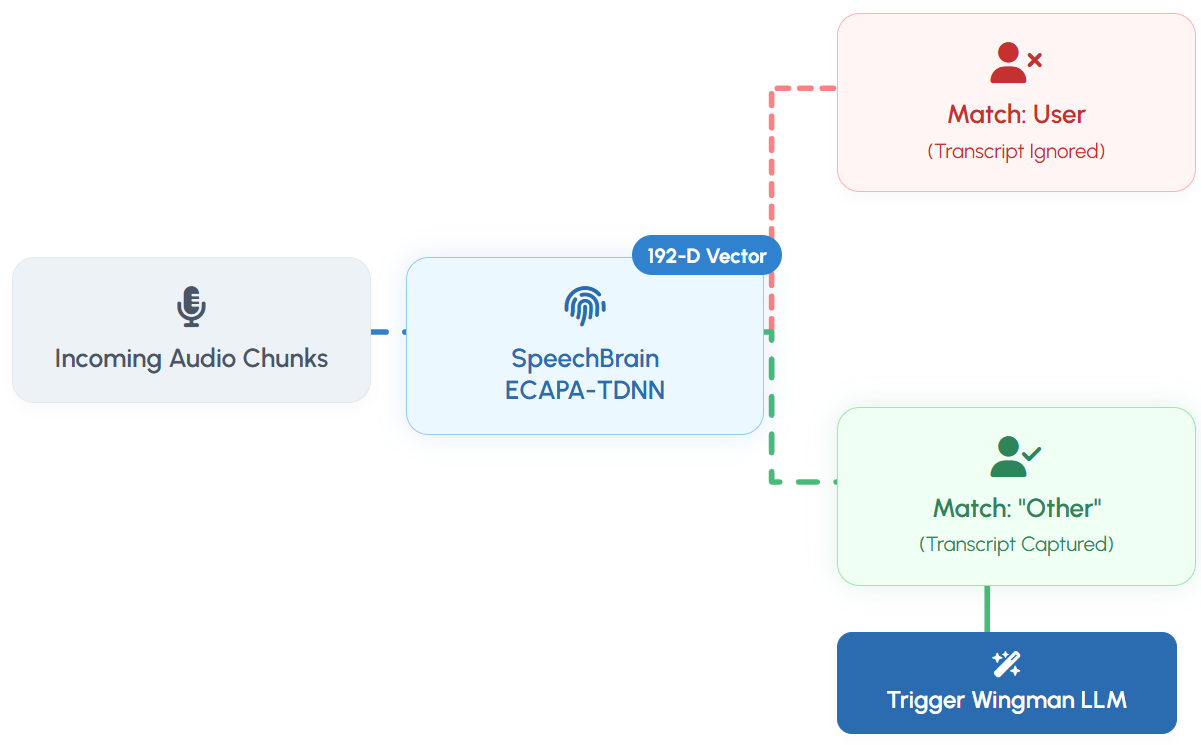 Match: User
(Transcript Ignored)
192-D Vector
Incoming Audio Chunks
SpeechBrain
ECAPA-TDNN
Match: "Other"
(Transcript Captured)
Trigger Wingman LLM